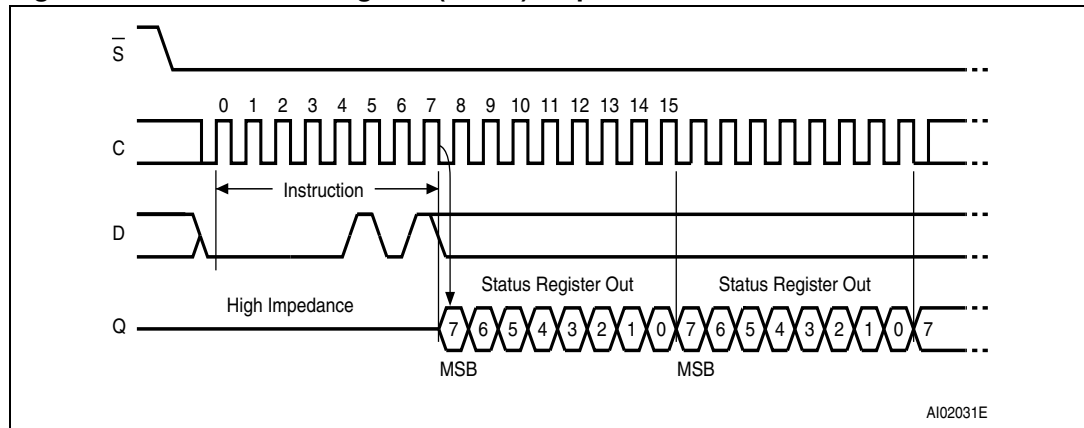 S
0 1 2 3 4 5 6 7 8 9 10 11 12 13 14 15
C
Instruction
D
Status Register Out Status Register Out
High Impedance
Q 7 6 5 4 3 2 1 0 7 6 5 4 3 2 1 0 7
MSB MSB
AI02031E